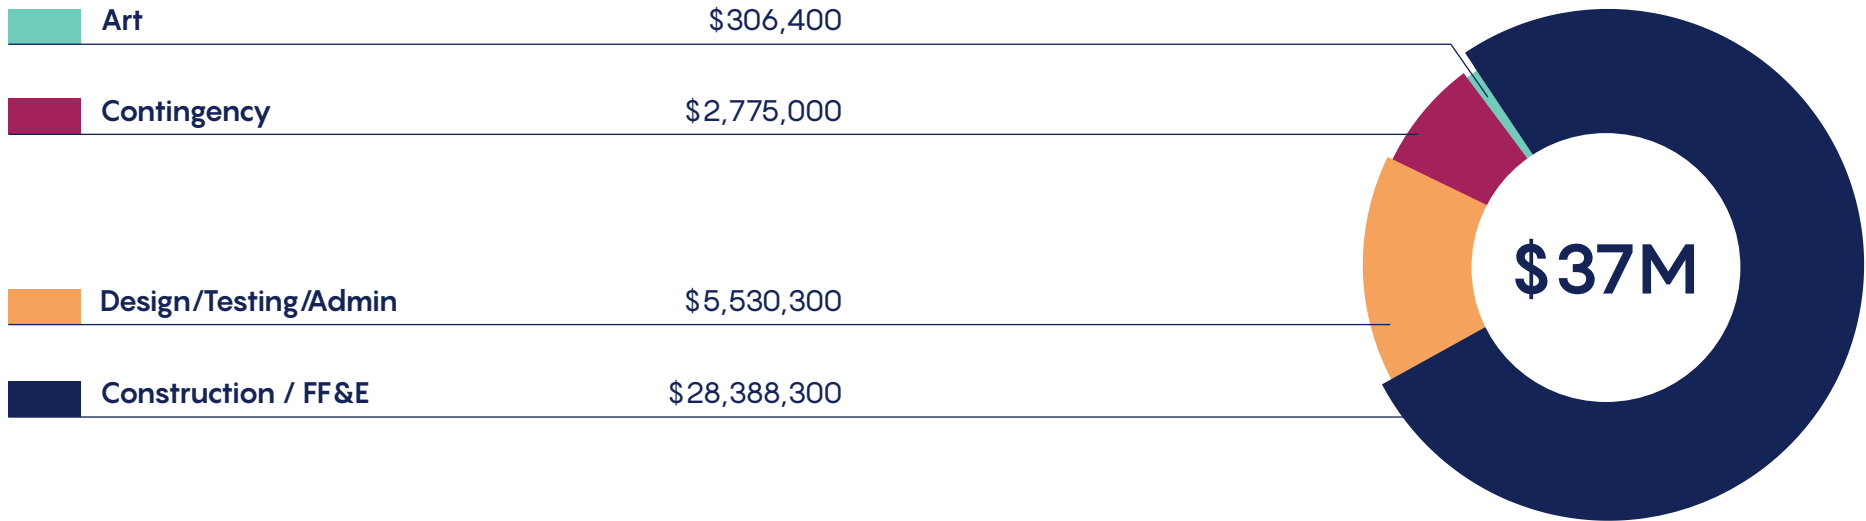 Art $306,400
Contingency $2,775,000
Design/Testing/Admin $5,530,300
Construction / FF&E $28,388,300
$37M